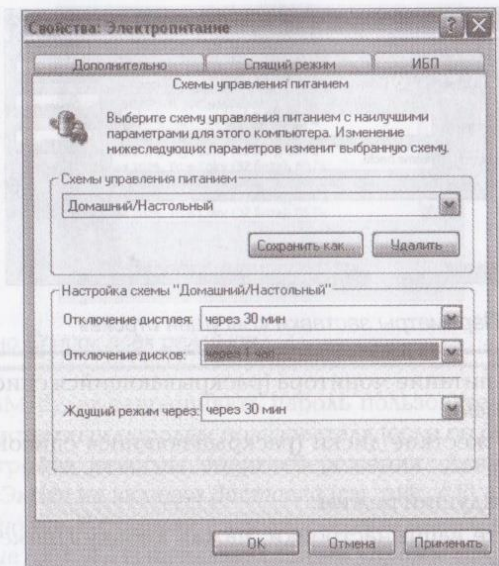 Свойства: Электропитание
Дополнительно
Спящий режим
ИБП
Схемы управления питанием
Выберите схему управления питанием с наилучшими
параметрами для этого компьютера. Изменение
нижеследующих параметров изменит выбранную схему.
Схемы управления питанием
Домашний/Настольный
Сохранить как...
Удалить
Настройка схемы "Домашний/Настольный"
Отключение дисплея:
через 30 мин
Отключение дисков:
через 1 час
Ждущий режим через:
через 30 мин
OK
Отмена
Применить